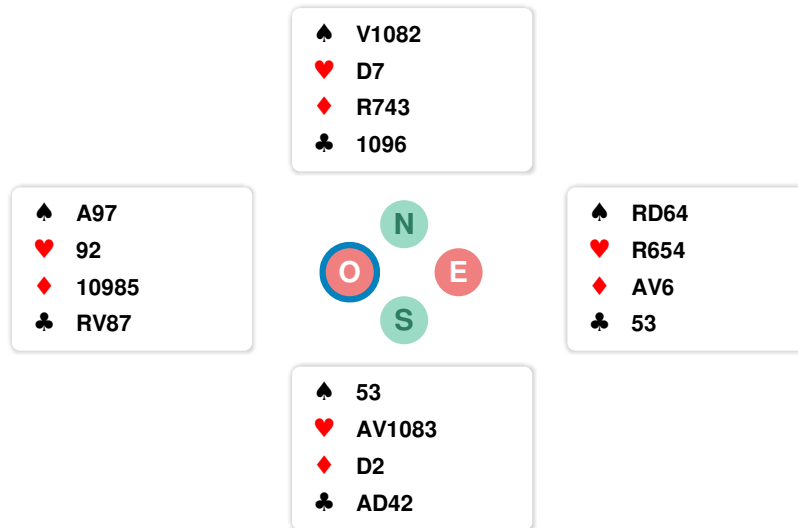 ♠ V1082
♥ D7
♦ R743
♣ 1096
♠ A97
♥ 92
♦ 10985
♣ RV87
N
O E
S
♠ RD64
♥ R654
♦ AV6
♣ 53
♠ 53
♥ AV1083
♦ D2
♣ AD42